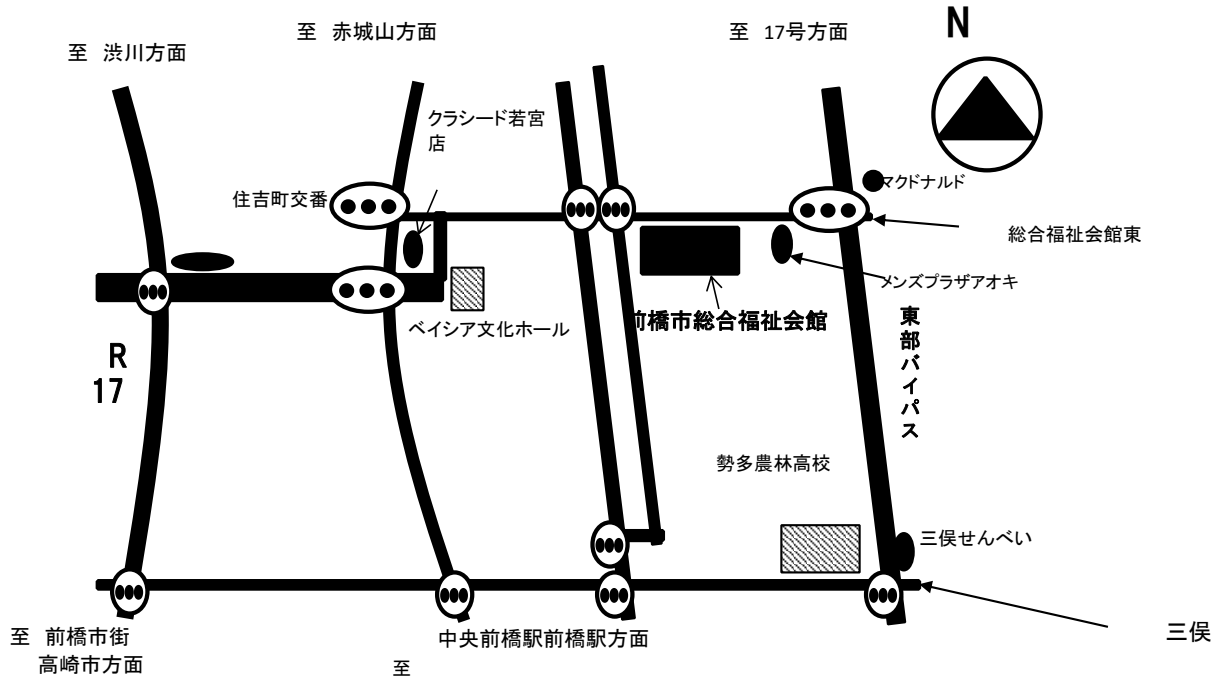 N
至 赤城山方面
至 17号方面
至 渋川方面
クラシード若宮
店
マクドナルド
住吉町交番
総合福祉会館東
メンズプラザアオキ
前橋市総合福祉会館
ベイシア文化ホール
東部バイパス
R
17
勢多農林高校
三俣せんべい
三俣
至 前橋市街
高崎市方面
中央前橋駅前橋駅方面
至